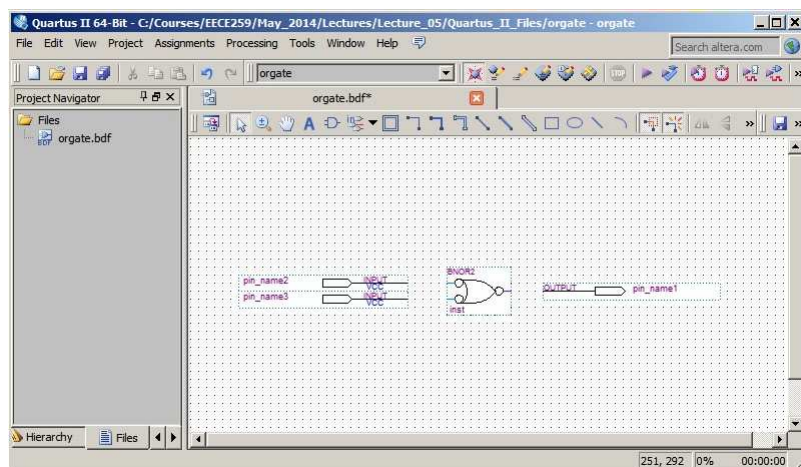 Quartus II 64-Bit - C:/Courses/EECE259/May_2014/Lectures/Lecture_05/Quartus_II_Files/orgate - orgate
File Edit View Project Assignments Processing Tools Window Help
Search altera.com
orgate
Project Navigator
orgate.bdf*
Files
BDF orgate.bdf
A
BNOR2
pin_name2 INPUT
VCC
pin_name3 INPUT
VCC
OUTPUT pin_name1
inst
Hierarchy Files
251, 292 0% 00:00:00